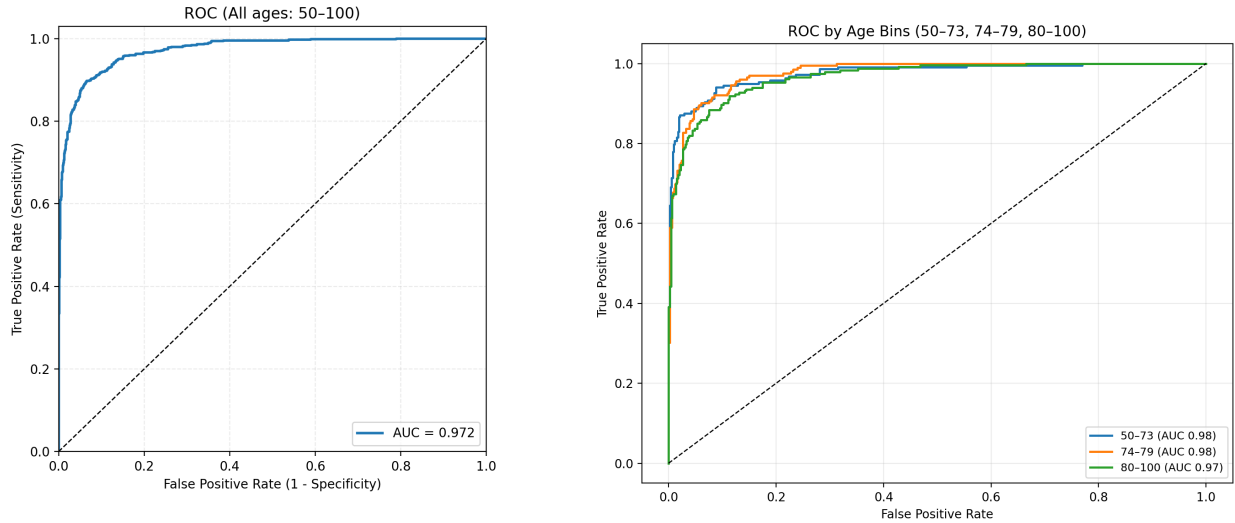 ROC (All ages: 50–100)
True Positive Rate (Sensitivity)
1.0
0.8
0.6
0.4
0.2
0.0
0.0 0.2 0.4 0.6 0.8 1.0
False Positive Rate (1 - Specificity)
AUC = 0.972
ROC by Age Bins (50–73, 74–79, 80–100)
True Positive Rate
1.0
0.8
0.6
0.4
0.2
0.0
0.0 0.2 0.4 0.6 0.8 1.0
False Positive Rate
50–73 (AUC 0.98)
74–79 (AUC 0.98)
80–100 (AUC 0.97)